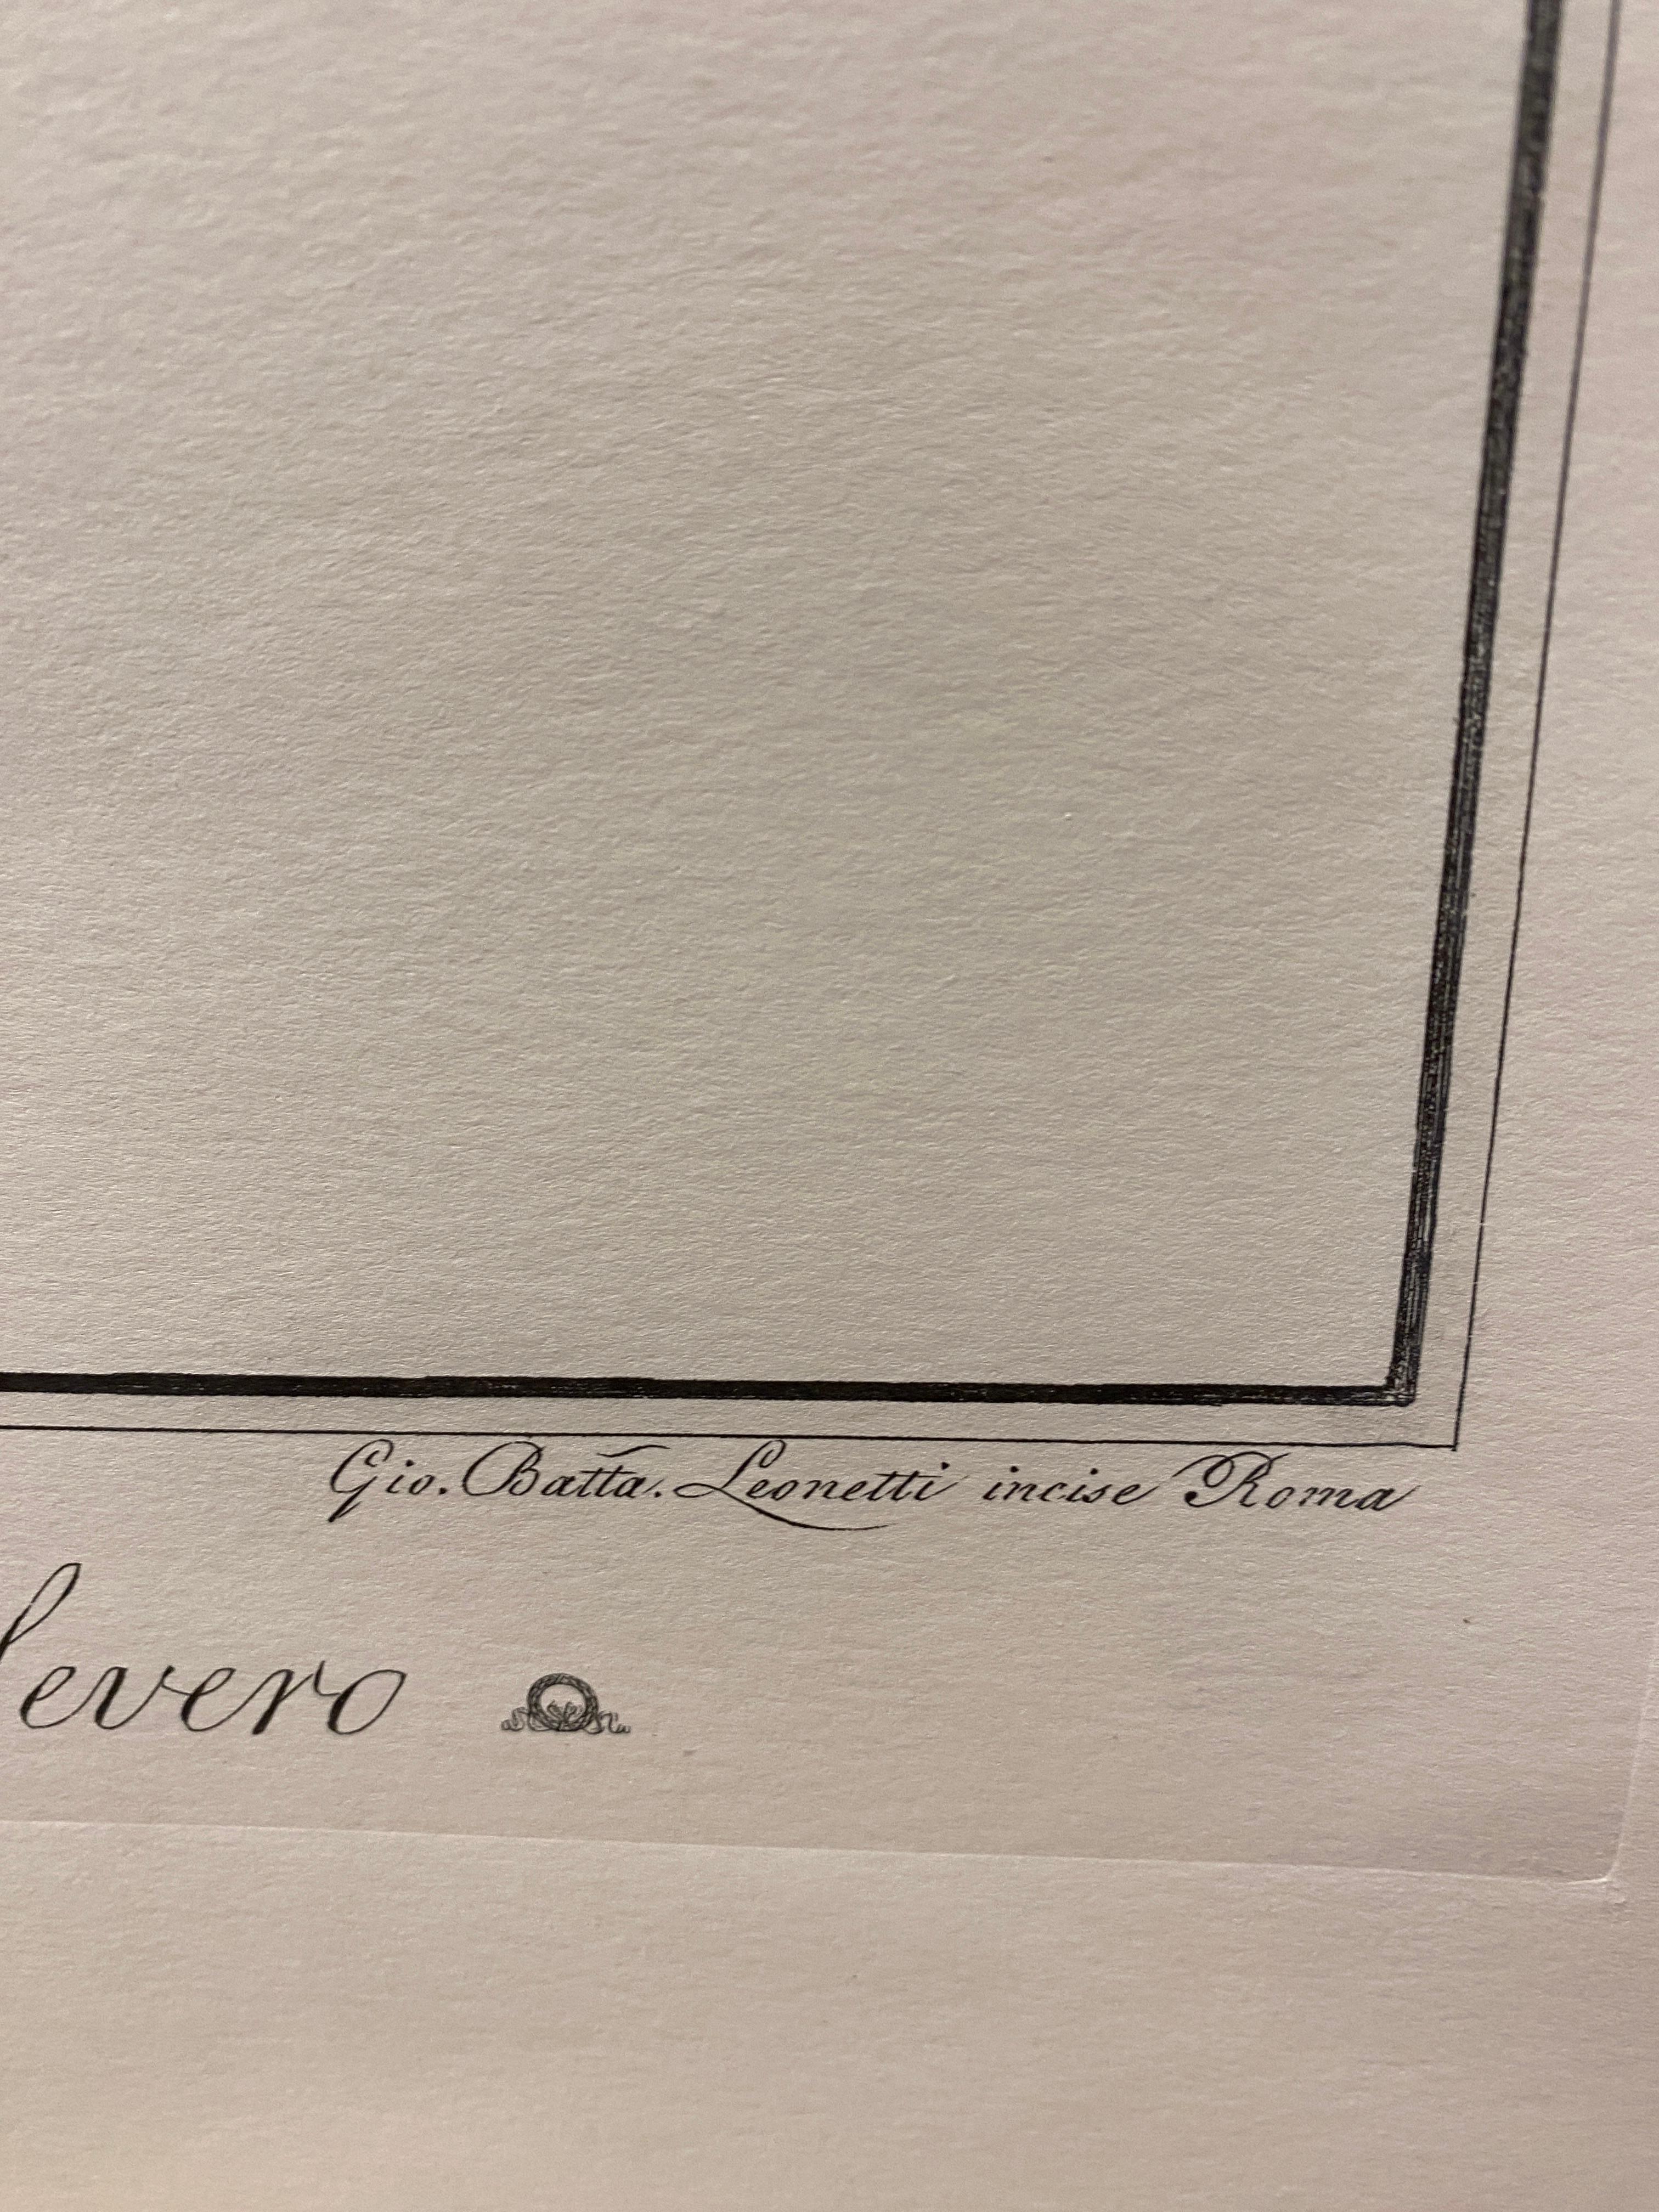 Gio. Batta. Leonetti incise Roma
evero